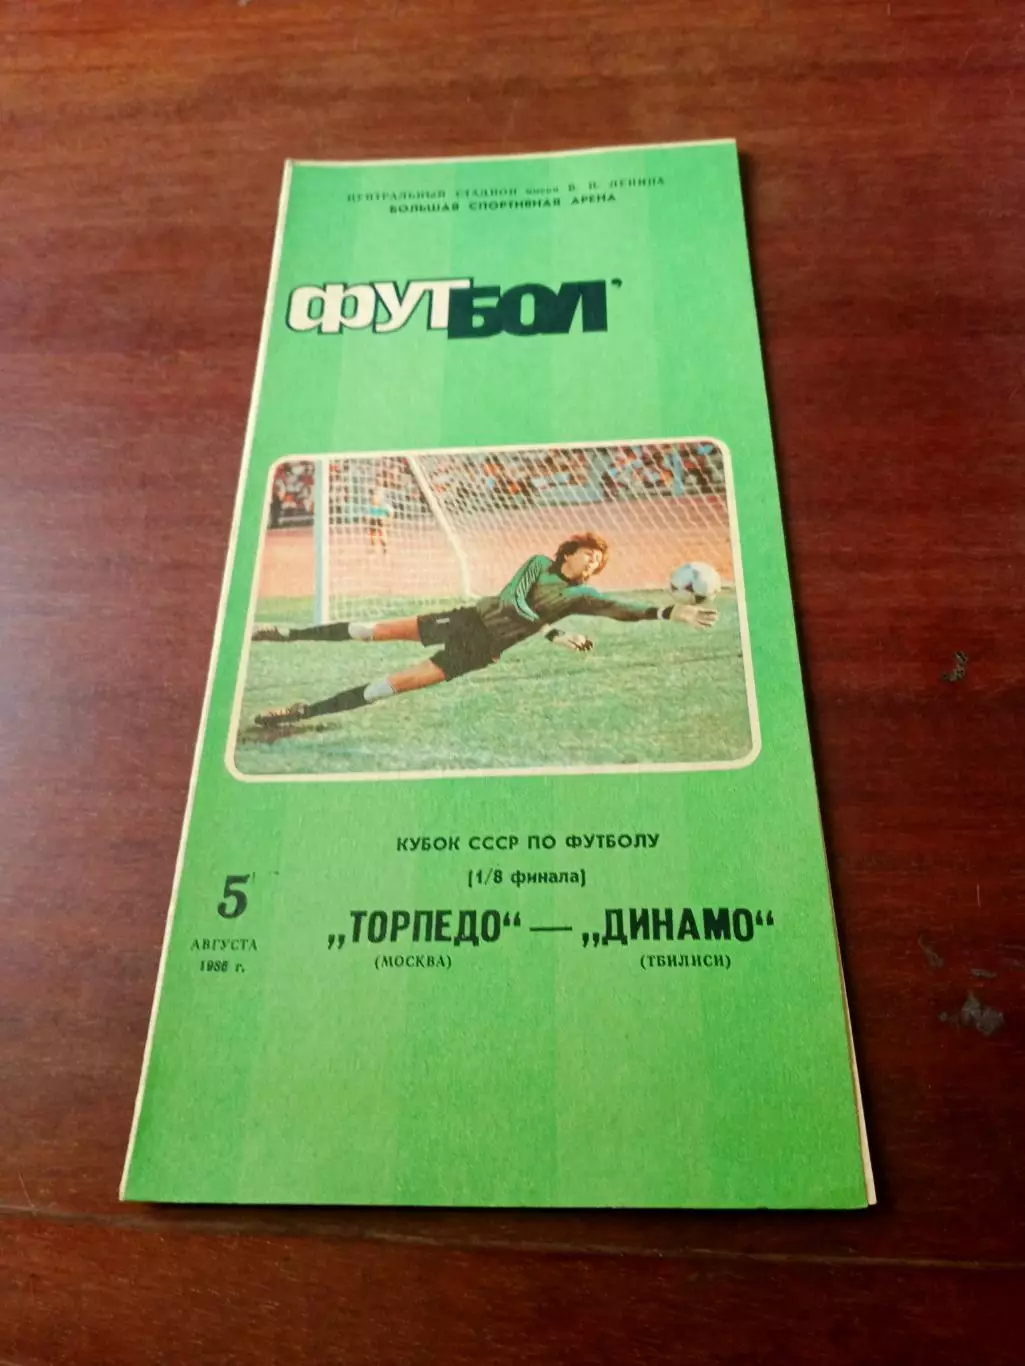 ЦЕНТРАЛЬНЫЙ СТАДИОН имени В. И. ЛЕНИНА
БОЛЬШАЯ СПОРТИВНАЯ АРЕНА
ФУТБОЛ
КУБОК СССР ПО ФУТБОЛУ
[1/8 финала]
5
АВГУСТА
1986 г.
„ТОРПЕДО“ — „ДИНАМО“
(МОСКВА) (ТБИЛИСИ)